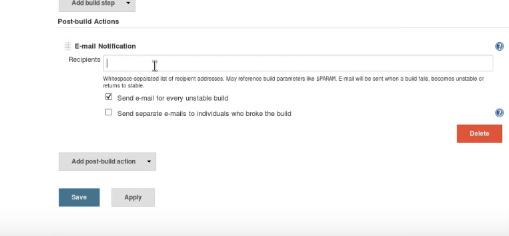 Add build step
Post-build Actions
E-mail Notification
Recipients
Whitespace-separated list of recipient addresses. May reference build parameters like $PARAM. E-mail will be sent when a build fails, becomes unstable or
returns to stable.
Send e-mail for every unstable build
Send separate e-mails to individuals who broke the build
Delete
Add post-build action
Save
Apply